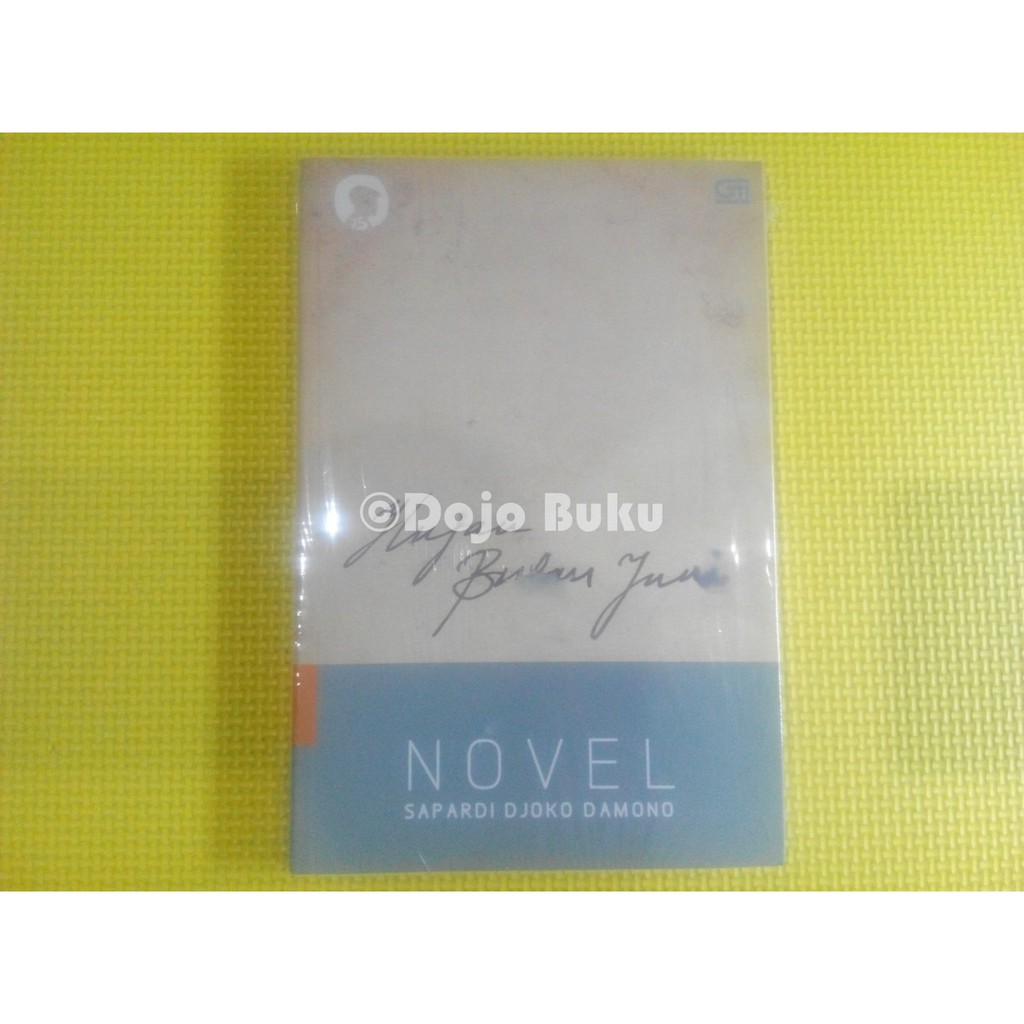 ©Dojo Buku
Hujan
Bulan Juni
NOVEL
SAPARDI DJOKO DAMONO